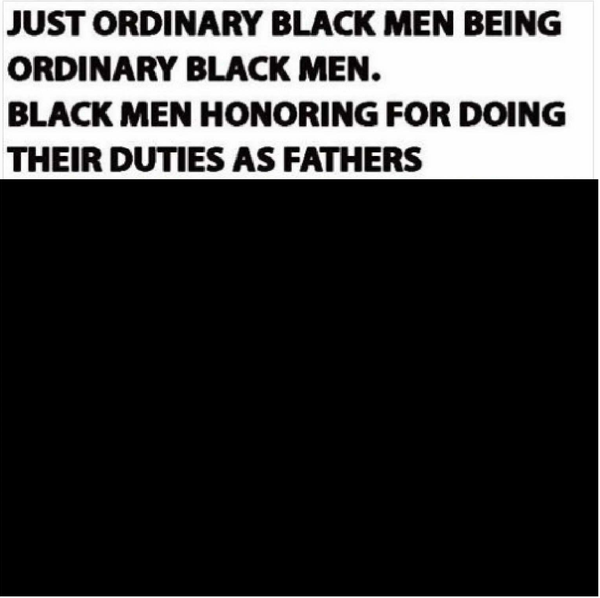 JUST ORDINARY BLACK MEN BEING
ORDINARY BLACK MEN.
BLACK MEN HONORING FOR DOING
THEIR DUTIES AS FATHERS